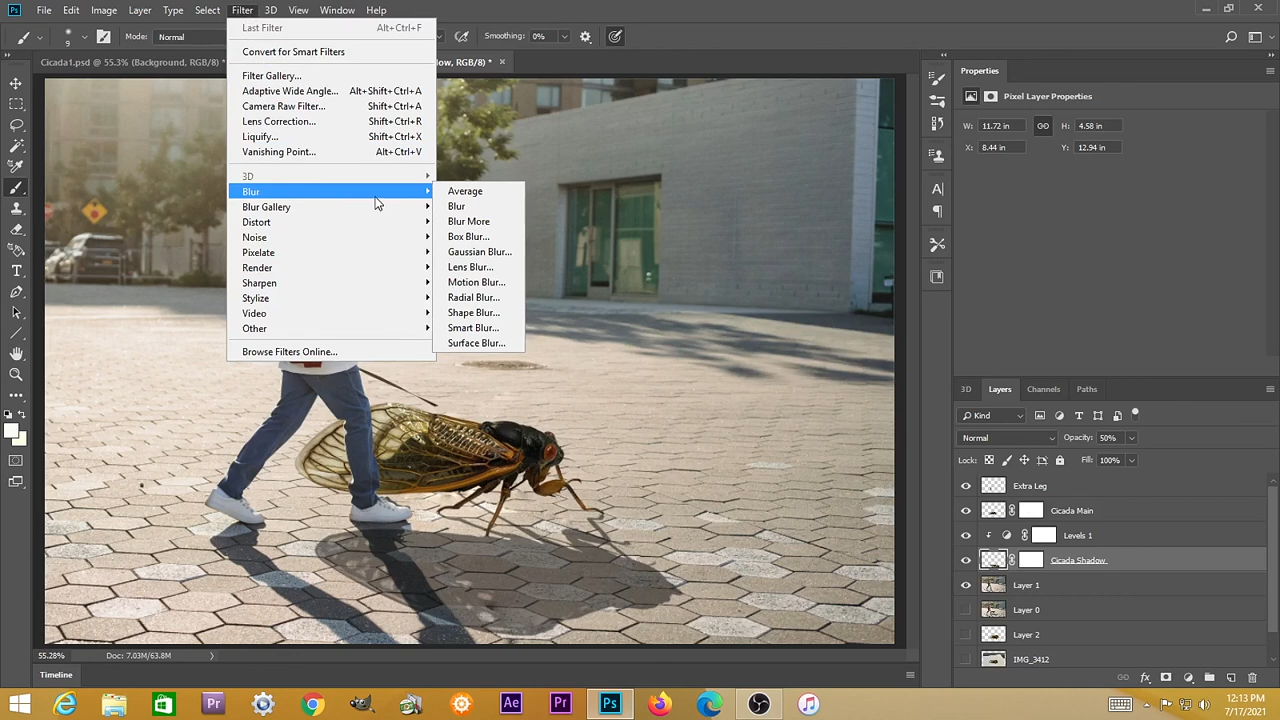 File Edit Image Layer Type Select Filter 3D View Window Help
9 Mode: Normal Smoothing: 0%
Cicada1.psd @ 55.3% (Background, RGB/8) * ow, RGB/8) * ×
Last Filter Alt+Ctrl+F
Convert for Smart Filters
Filter Gallery...
Adaptive Wide Angle... Alt+Shift+Ctrl+A
Camera Raw Filter... Shift+Ctrl+A
Lens Correction... Shift+Ctrl+R
Liquify... Shift+Ctrl+X
Vanishing Point... Alt+Ctrl+V
3D
Blur
Blur Gallery
Distort
Noise
Pixelate
Render
Sharpen
Stylize
Video
Other
Browse Filters Online...
Average
Blur
Blur More
Box Blur...
Gaussian Blur...
Lens Blur...
Motion Blur...
Radial Blur...
Shape Blur...
Smart Blur...
Surface Blur...
Properties
Pixel Layer Properties
W: 11.72 in H: 4.58 in
X: 8.44 in Y: 12.94 in
3D Layers Channels Paths
Kind
Normal Opacity: 50%
Lock: Fill: 100%
Extra Leg
Cicada Main
Levels 1
Cicada Shadow
Layer 1
Layer 0
Layer 2
IMG_3412
fx
55.28% Doc: 7.03M/63.8M
Timeline
Pr Ae Pr Ps
12:13 PM
7/17/2021